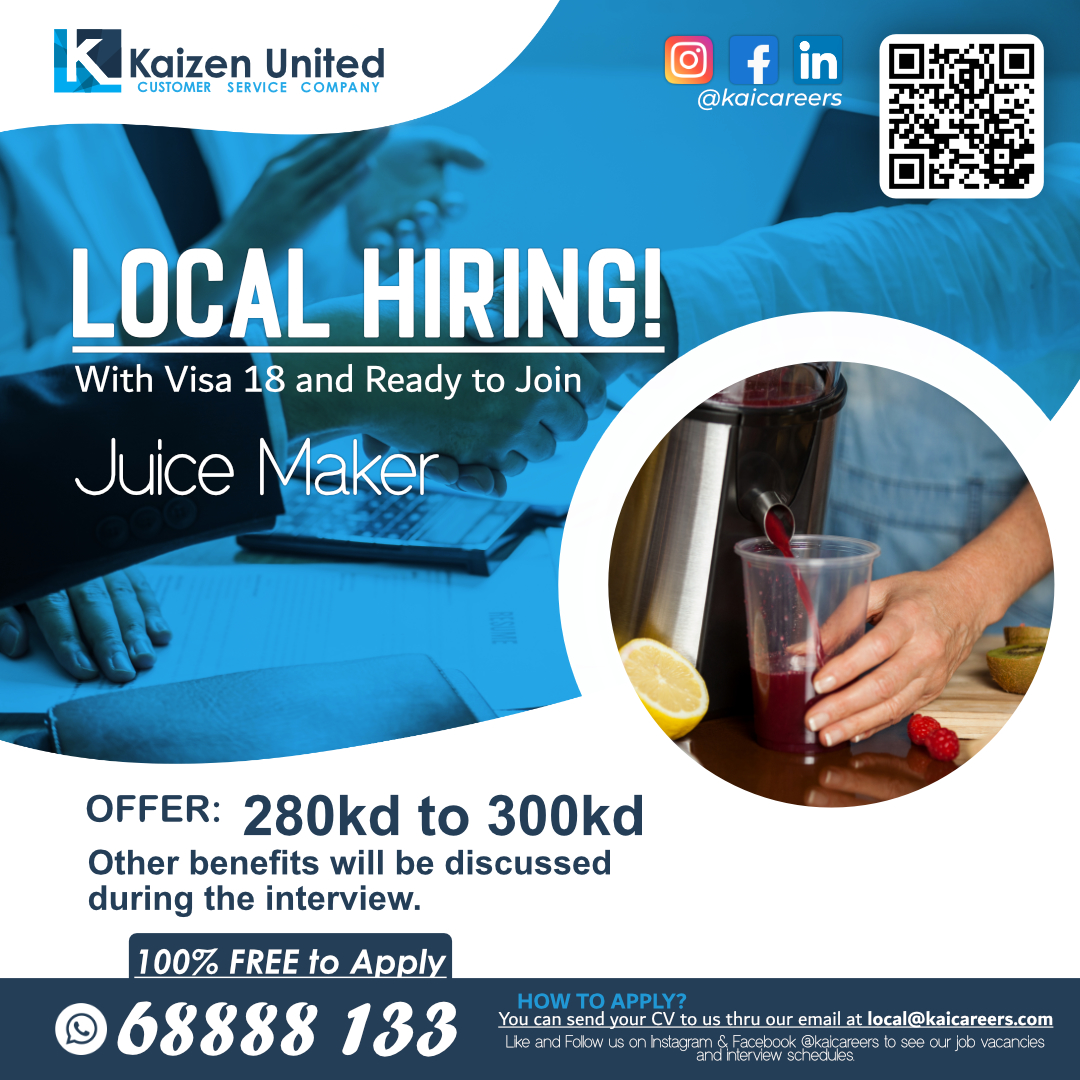 K Kaizen United
CUSTOMER SERVICE COMPANY
@kaicareers
LOCAL HIRING!
With Visa 18 and Ready to Join
Juice Maker
RESUME
OFFER: 280kd to 300kd
Other benefits will be discussed
during the interview.
100% FREE to Apply
68888 133
HOW TO APPLY?
You can send your CV to us thru our email at local@kaicareers.com
Like and Follow us on Instagram & Facebook @kaicareers to see our job vacancies
and interview schedules.